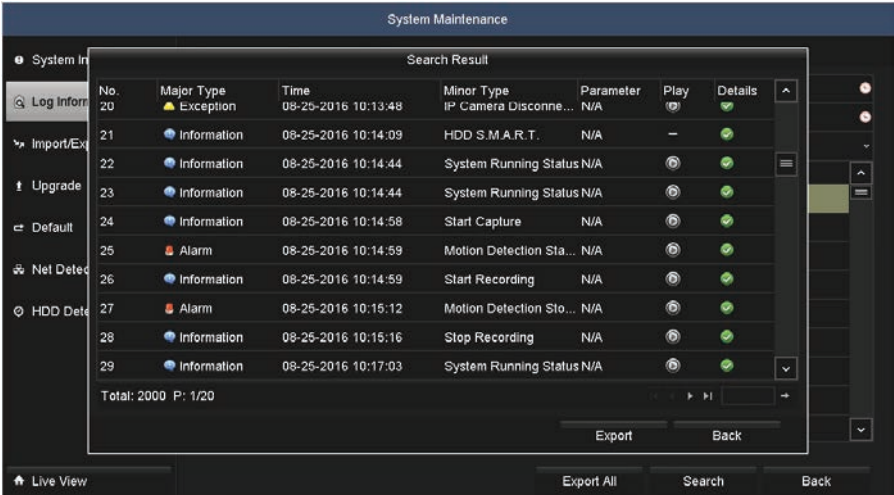 System Maintenance
System In
Log Inform
Import/Exp
Upgrade
Default
Net Detec
HDD Dete
Live View
Search Result
No. Major Type Time Minor Type Parameter Play Details
20 Exception 08-25-2016 10:13:48 IP Camera Disconne... N/A
21 Information 08-25-2016 10:14:09 HDD S.M.A.R.T. N/A –
22 Information 08-25-2016 10:14:44 System Running Status N/A
23 Information 08-25-2016 10:14:44 System Running Status N/A
24 Information 08-25-2016 10:14:58 Start Capture N/A
25 Alarm 08-25-2016 10:14:59 Motion Detection Sta... N/A
26 Information 08-25-2016 10:14:59 Start Recording N/A
27 Alarm 08-25-2016 10:15:12 Motion Detection Sto... N/A
28 Information 08-25-2016 10:15:16 Stop Recording N/A
29 Information 08-25-2016 10:17:03 System Running Status N/A
Total: 2000 P: 1/20
Export Back
Export All Search Back